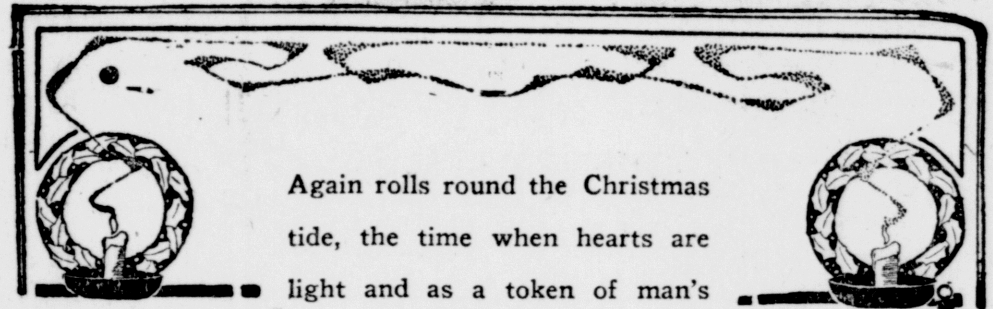 Again rolls round the Christmas
tide, the time when hearts are
light and as a token of man's